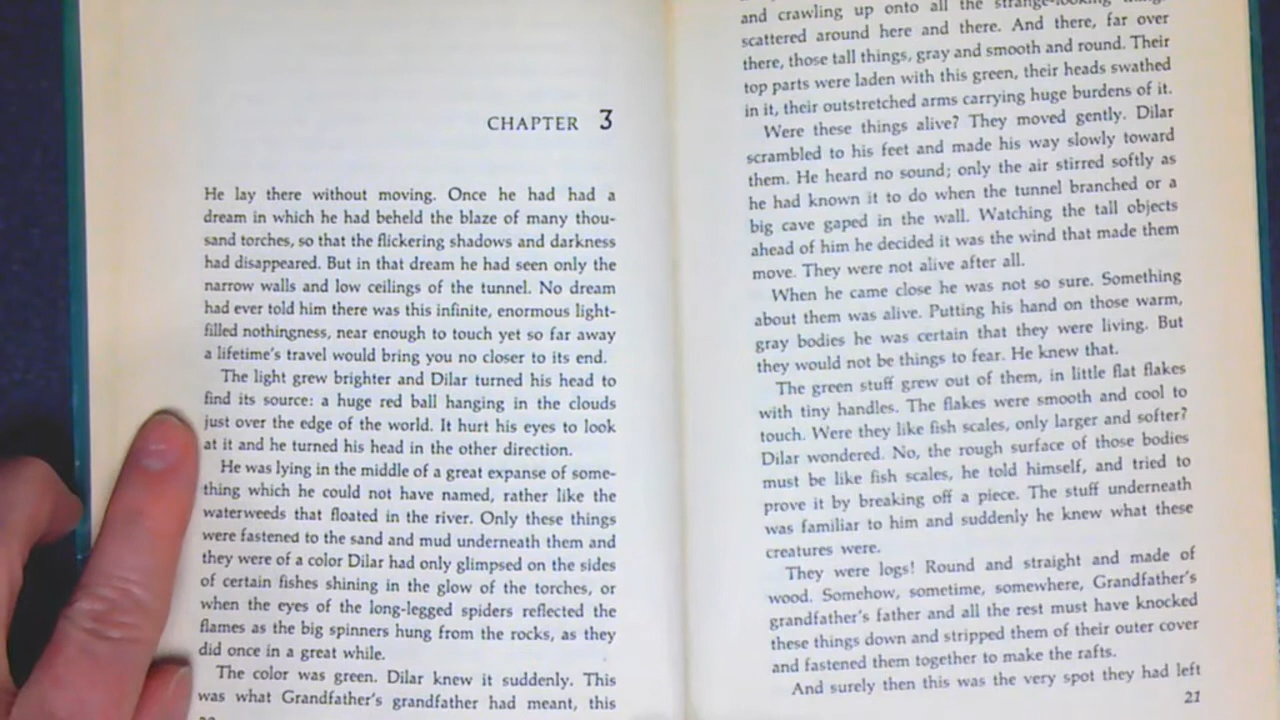 CHAPTER 3
He lay there without moving. Once he had had a
dream in which he had beheld the blaze of many thou-
sand torches, so that the flickering shadows and darkness
had disappeared. But in that dream he had seen only the
narrow walls and low ceilings of the tunnel. No dream
had ever told him there was this infinite, enormous light-
filled nothingness, near enough to touch yet so far away
a lifetime's travel would bring you no closer to its end.
The light grew brighter and Dilar turned his head to
find its source: a huge red ball hanging in the clouds
just over the edge of the world. It hurt his eyes to look
at it and he turned his head in the other direction.
He was lying in the middle of a great expanse of some-
thing which he could not have named, rather like the
waterweeds that floated in the river. Only these things
were fastened to the sand and mud underneath them and
they were of a color Dilar had only glimpsed on the sides
of certain fishes shining in the glow of the torches, or
when the eyes of the long-legged spiders reflected the
flames as the big spinners hung from the rocks, as they
did once in a great while.
The color was green. Dilar knew it suddenly. This
was what Grandfather's grandfather had meant, this
and crawling up onto all the strange-looking
scattered around here and there. And there, far over
there, those tall things, gray and smooth and round. Their
top parts were laden with this green, their heads swathed
in it, their outstretched arms carrying huge burdens of it.
Were these things alive? They moved gently. Dilar
scrambled to his feet and made his way slowly toward
them. He heard no sound; only the air stirred softly as
he had known it to do when the tunnel branched or a
big cave gaped in the wall. Watching the tall objects
ahead of him he decided it was the wind that made them
move. They were not alive after all.
When he came close he was not so sure. Something
about them was alive. Putting his hand on those warm,
gray bodies he was certain that they were living. But
they would not be things to fear. He knew that.
The green stuff grew out of them, in little flat flakes
with tiny handles. The flakes were smooth and cool to
touch. Were they like fish scales, only larger and softer?
Dilar wondered. No, the rough surface of those bodies
must be like fish scales, he told himself, and tried to
prove it by breaking off a piece. The stuff underneath
was familiar to him and suddenly he knew what these
creatures were.
They were logs! Round and straight and made of
wood. Somehow, sometime, somewhere, Grandfather's
grandfather's father and all the rest must have knocked
these things down and stripped them of their outer cover
and fastened them together to make the rafts.
And surely then this was the very spot they had left
21